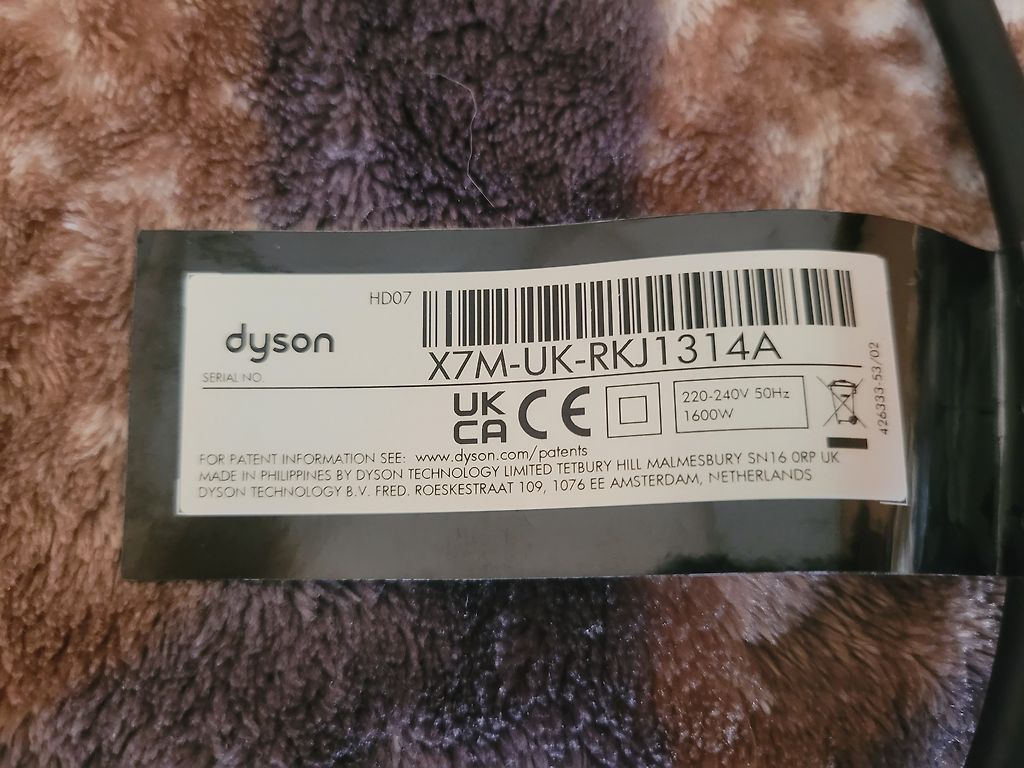 HD07
dyson
X7M-UK-RKJ1314A
SERIAL NO.
UK
CA
CE
220-240V 50Hz
1600W
426333-53/02
FOR PATENT INFORMATION SEE: www.dyson.com/patents
MADE IN PHILIPPINES BY DYSON TECHNOLOGY LIMITED TETBURY HILL MALMESBURY SN16 0RP UK
DYSON TECHNOLOGY B.V. FRED. ROESKESTRAAT 109, 1076 EE AMSTERDAM, NETHERLANDS